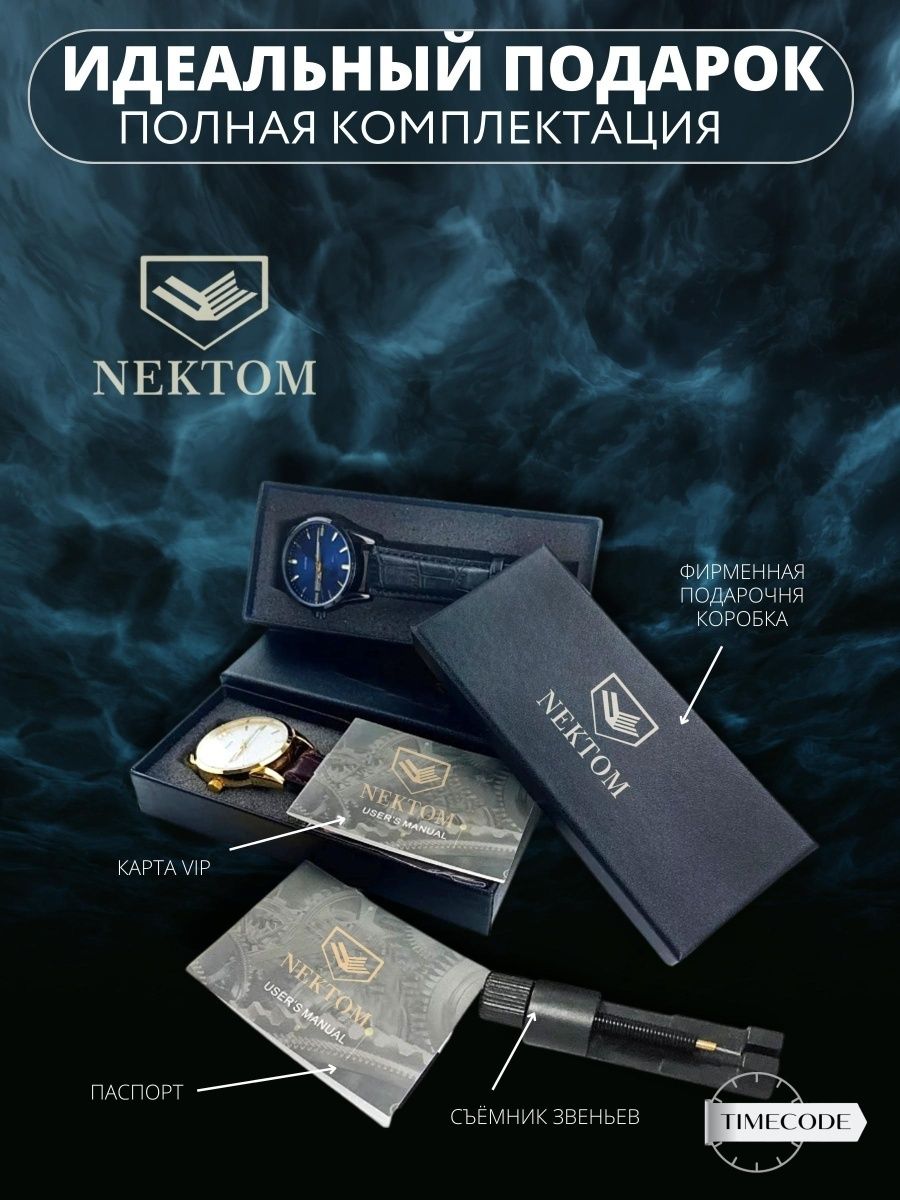 ИДЕАЛЬНЫЙ ПОДАРОК
ПОЛНАЯ КОМПЛЕКТАЦИЯ
NEKTOM
ФИРМЕННАЯ
ПОДАРОЧНЯ
КОРОБКА
NEKTOM
NEKTOM
USER'S MANUAL
КАРТА VIP
NEKTOM
USER'S MANUAL
ПАСПОРТ
СЪЁМНИК ЗВЕНЬЕВ
TIMECODE